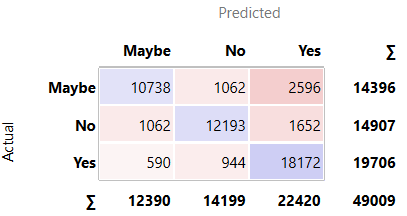 Predicted
Maybe No Yes ∑
Maybe 10738 1062 2596 14396
No 1062 12193 1652 14907
Yes 590 944 18172 19706
∑ 12390 14199 22420 49009
Actual